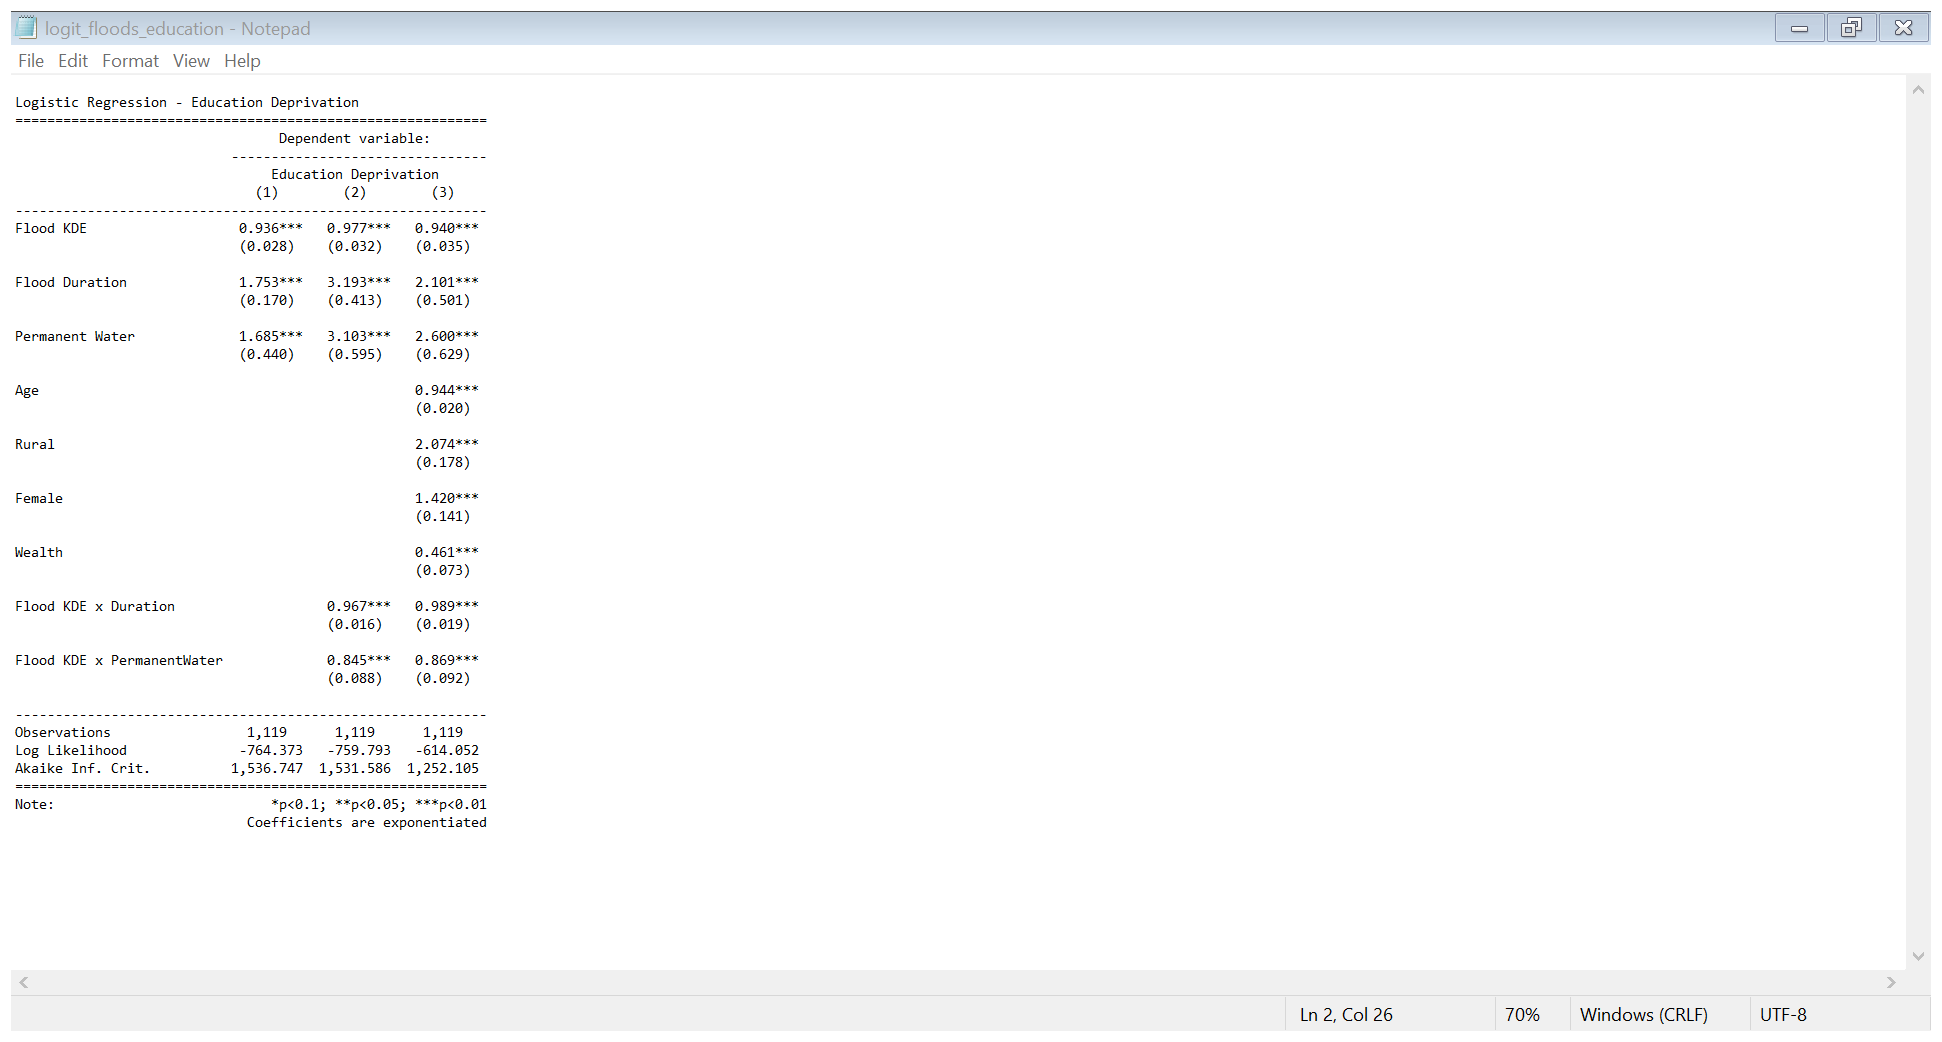 logit_floods_education - Notepad
File Edit Format View Help
Logistic Regression - Education Deprivation
===========================================================
Dependent variable:
--------------------------------
Education Deprivation
(1) (2) (3)
-----------------------------------------------------------
Flood KDE 0.936*** 0.977*** 0.940***
(0.028) (0.032) (0.035)
Flood Duration 1.753*** 3.193*** 2.101***
(0.170) (0.413) (0.501)
Permanent Water 1.685*** 3.103*** 2.600***
(0.440) (0.595) (0.629)
Age 0.944***
(0.020)
Rural 2.074***
(0.178)
Female 1.420***
(0.141)
Wealth 0.461***
(0.073)
Flood KDE x Duration 0.967*** 0.989***
(0.016) (0.019)
Flood KDE x PermanentWater 0.845*** 0.869***
(0.088) (0.092)
-----------------------------------------------------------
Observations 1,119 1,119 1,119
Log Likelihood -764.373 -759.793 -614.052
Akaike Inf. Crit. 1,536.747 1,531.586 1,252.105
===========================================================
Note: *p<0.1; **p<0.05; ***p<0.01
Coefficients are exponentiated
Ln 2, Col 26 70% Windows (CRLF) UTF-8